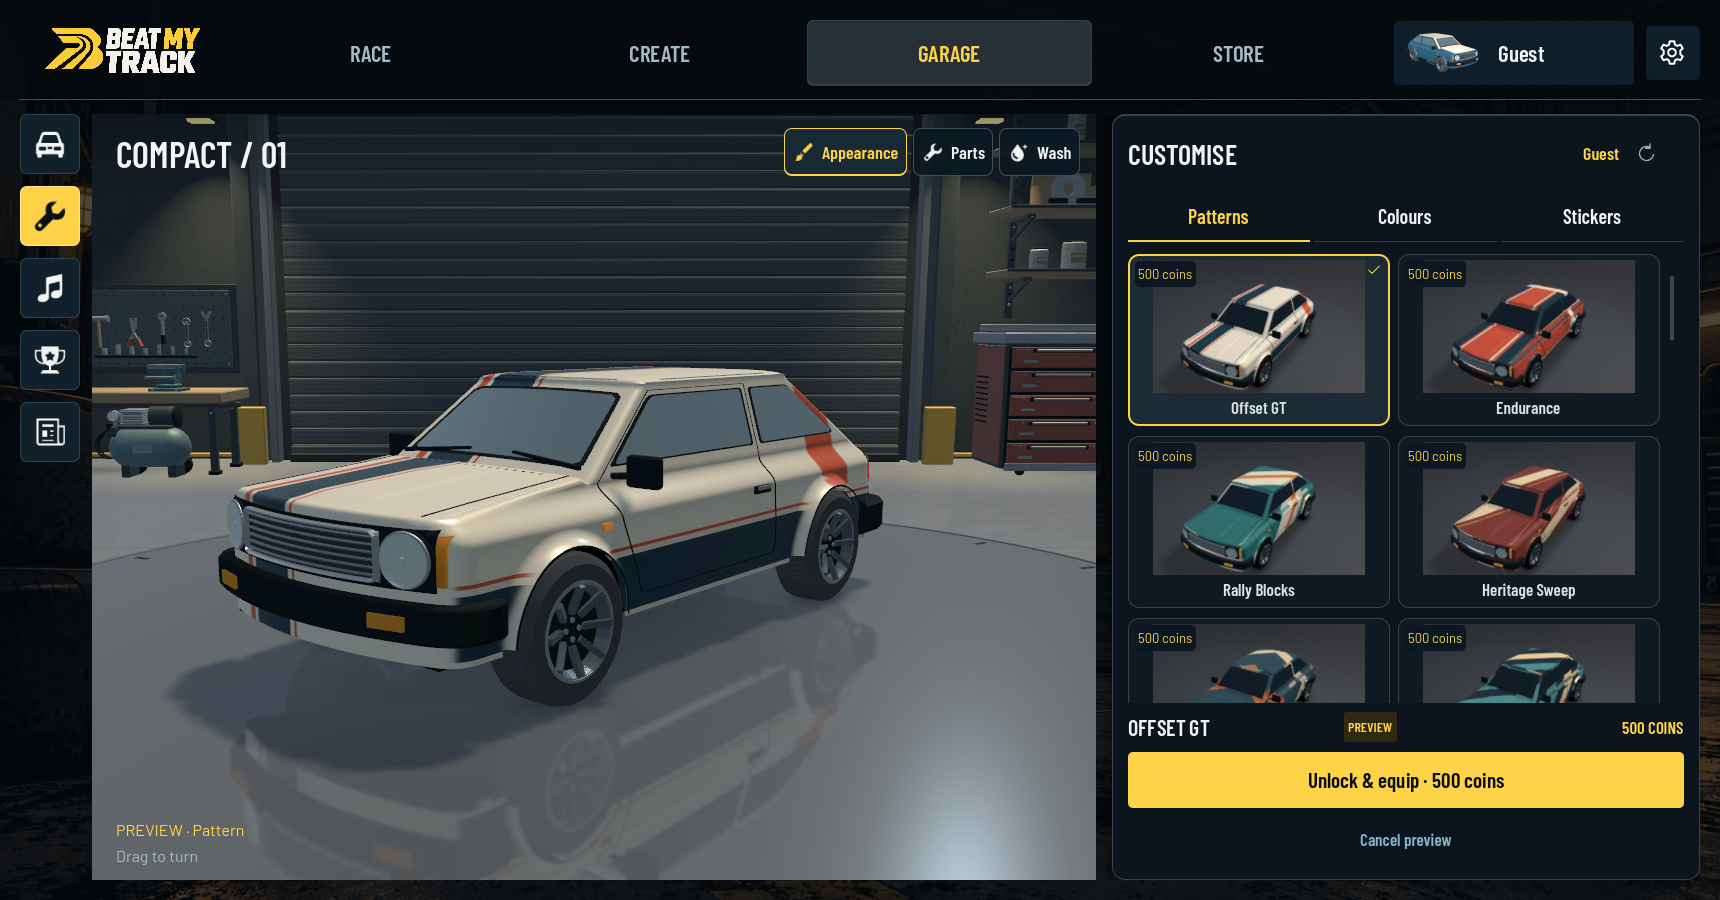 BEAT MY
TRACK
RACE
CREATE
GARAGE
STORE
Guest
COMPACT / 01
Appearance
Parts
Wash
CUSTOMISE
Guest
Patterns
Colours
Stickers
500 coins
Offset GT
500 coins
Endurance
500 coins
Rally Blocks
500 coins
Heritage Sweep
500 coins
500 coins
OFFSET GT
PREVIEW
500 COINS
Unlock & equip · 500 coins
Cancel preview
PREVIEW · Pattern
Drag to turn